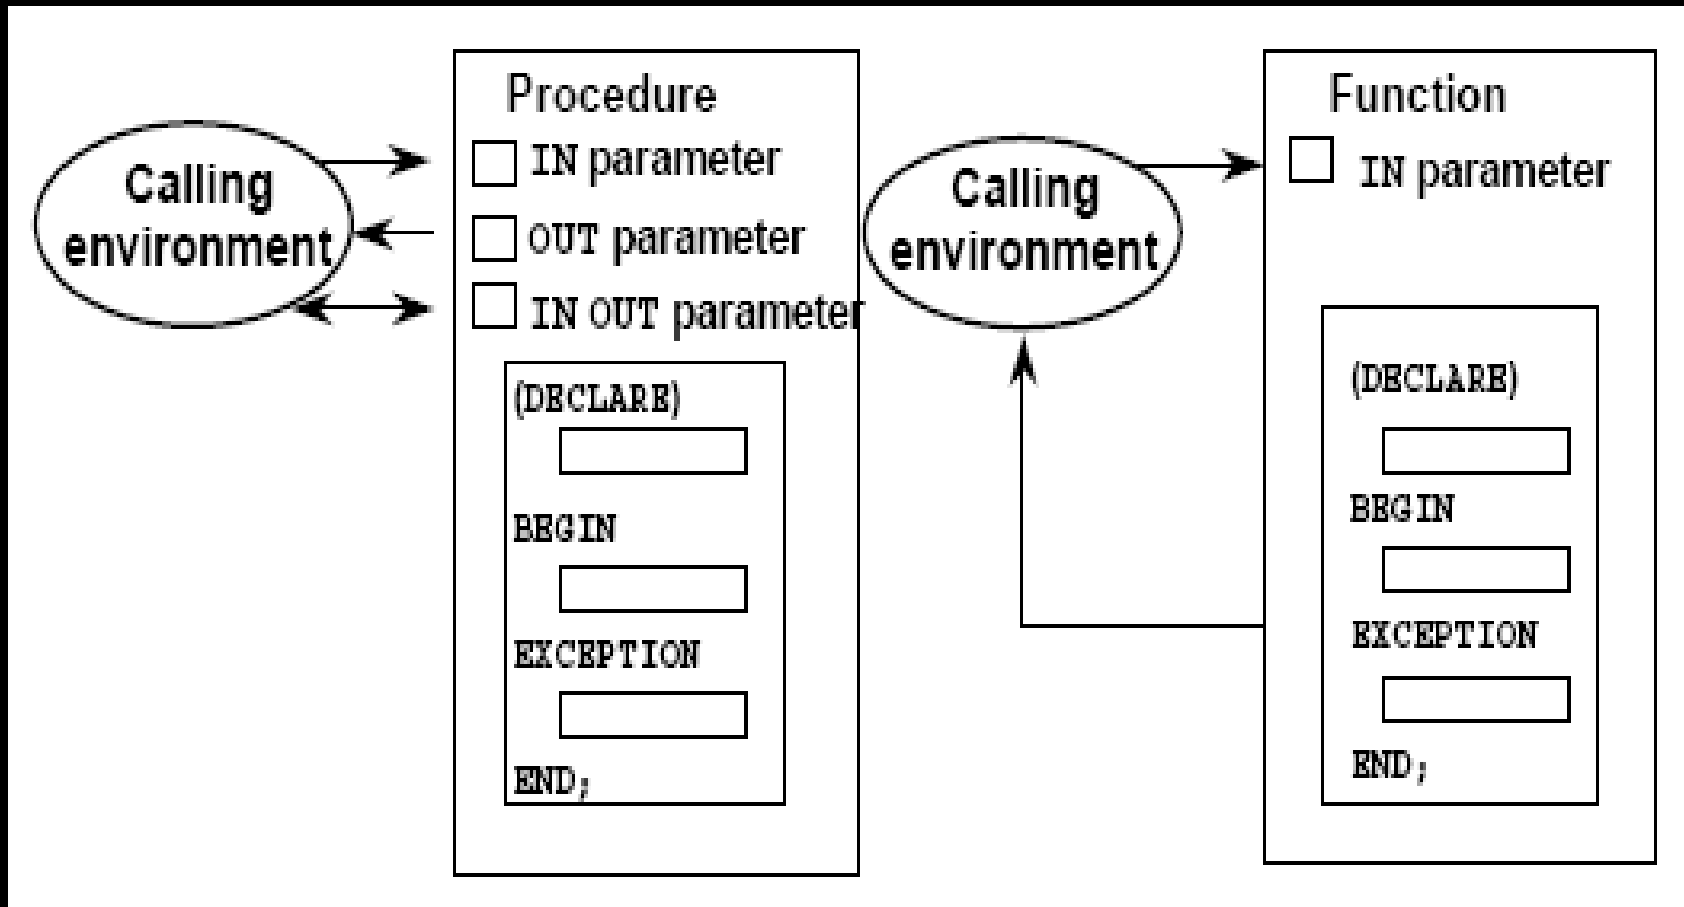 Calling
environment
Procedure
IN parameter
OUT parameter
IN OUT parameter
(DECLARE)
BEGIN
EXCEPTION
END;
Calling
environment
Function
IN parameter
(DECLARE)
BEGIN
EXCEPTION
END;